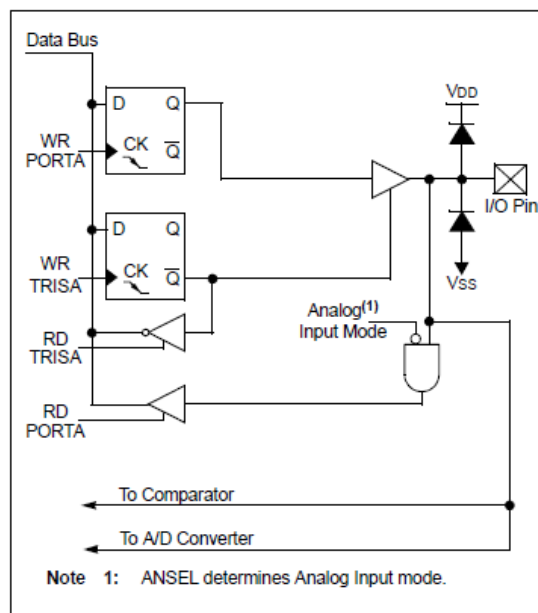 Data Bus
D Q
WR
PORTA
CK Q̅
VDD
I/O Pin
VSS
D Q
WR
TRISA
CK Q̅
RD
TRISA
Analog(1)
Input Mode
RD
PORTA
To Comparator
To A/D Converter
Note 1: ANSEL determines Analog Input mode.